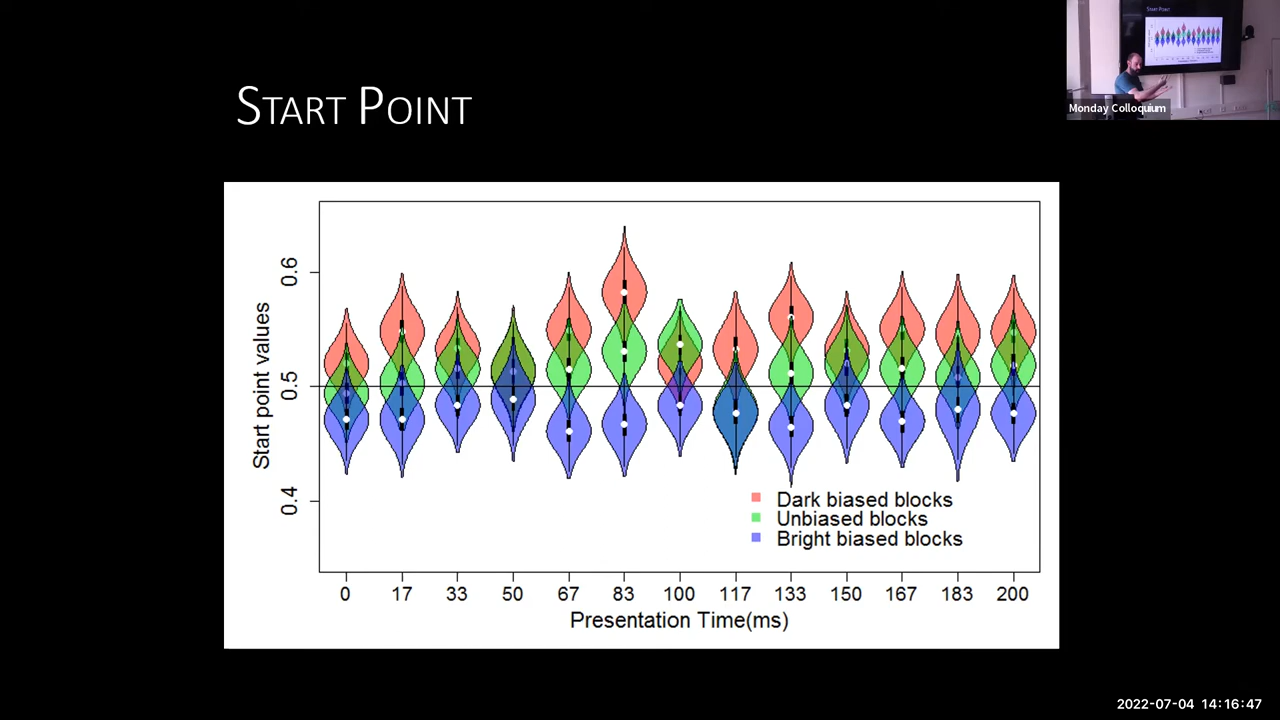 START POINT
Start Point
Monday Colloquium
Start point values
0.6
0.5
0.4
Dark biased blocks
Unbiased blocks
Bright biased blocks
0 17 33 50 67 83 100 117 133 150 167 183 200
Presentation Time(ms)
2022-07-04 14:16:47